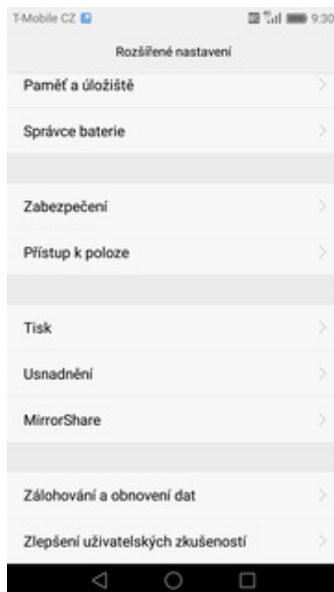 T-Mobile CZ 9:30
Rozšířené nastavení
Paměť a úložiště
Správce baterie
Zabezpečení
Přístup k poloze
Tisk
Usnadnění
MirrorShare
Zálohování a obnovení dat
Zlepšení uživatelských zkušeností